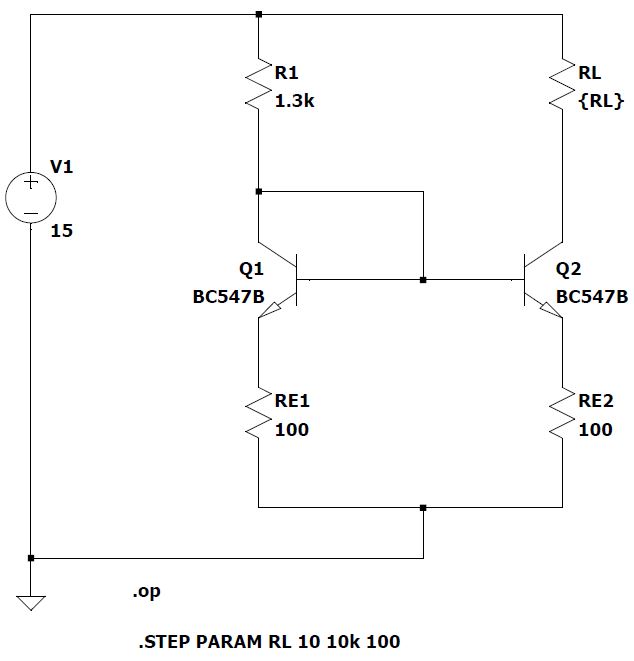 R1
1.3k
RL
{RL}
V1
15
+
Q1
BC547B
Q2
BC547B
RE1
100
RE2
100
.op
.STEP PARAM RL 10 10k 100